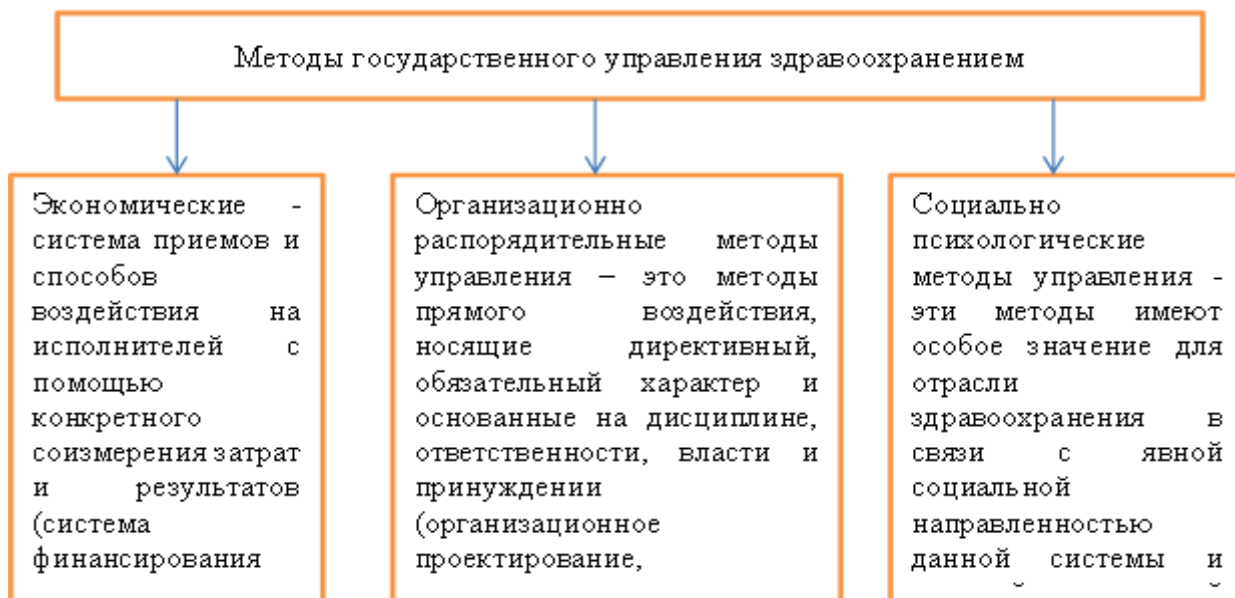 Методы государственного управления здравоохранением
Экономические -
система приемов и
способов
воздействия на
исполнителей с
помощью
конкретного
соизмерения затрат
и результатов
(система
финансирования
Организационно
распорядительные методы
управления – это методы
прямого воздействия,
носящие директивный,
обязательный характер и
основанные на дисциплине,
ответственности, власти и
принуждении
(организационное
проектирование,
Социально
психологические
методы управления -
эти методы имеют
особое значение для
отрасли
здравоохранения в
связи с явной
социальной
направленностью
данной системы и